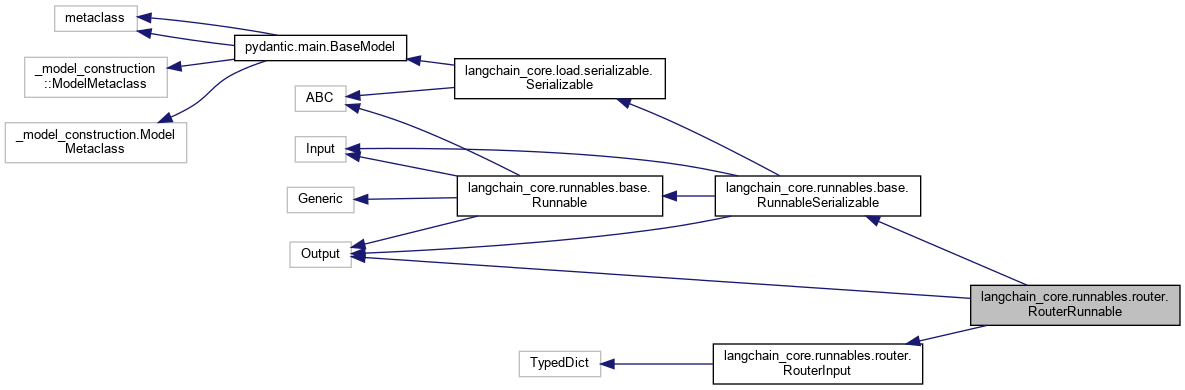 metaclass
pydantic.main.BaseModel
_model_construction
::ModelMetaclass
langchain_core.load.serializable.
Serializable
ABC
_model_construction.Model
Metaclass
Input
langchain_core.runnables.base.
Runnable
langchain_core.runnables.base.
RunnableSerializable
Generic
Output
langchain_core.runnables.router.
RouterRunnable
TypedDict
langchain_core.runnables.router.
RouterInput